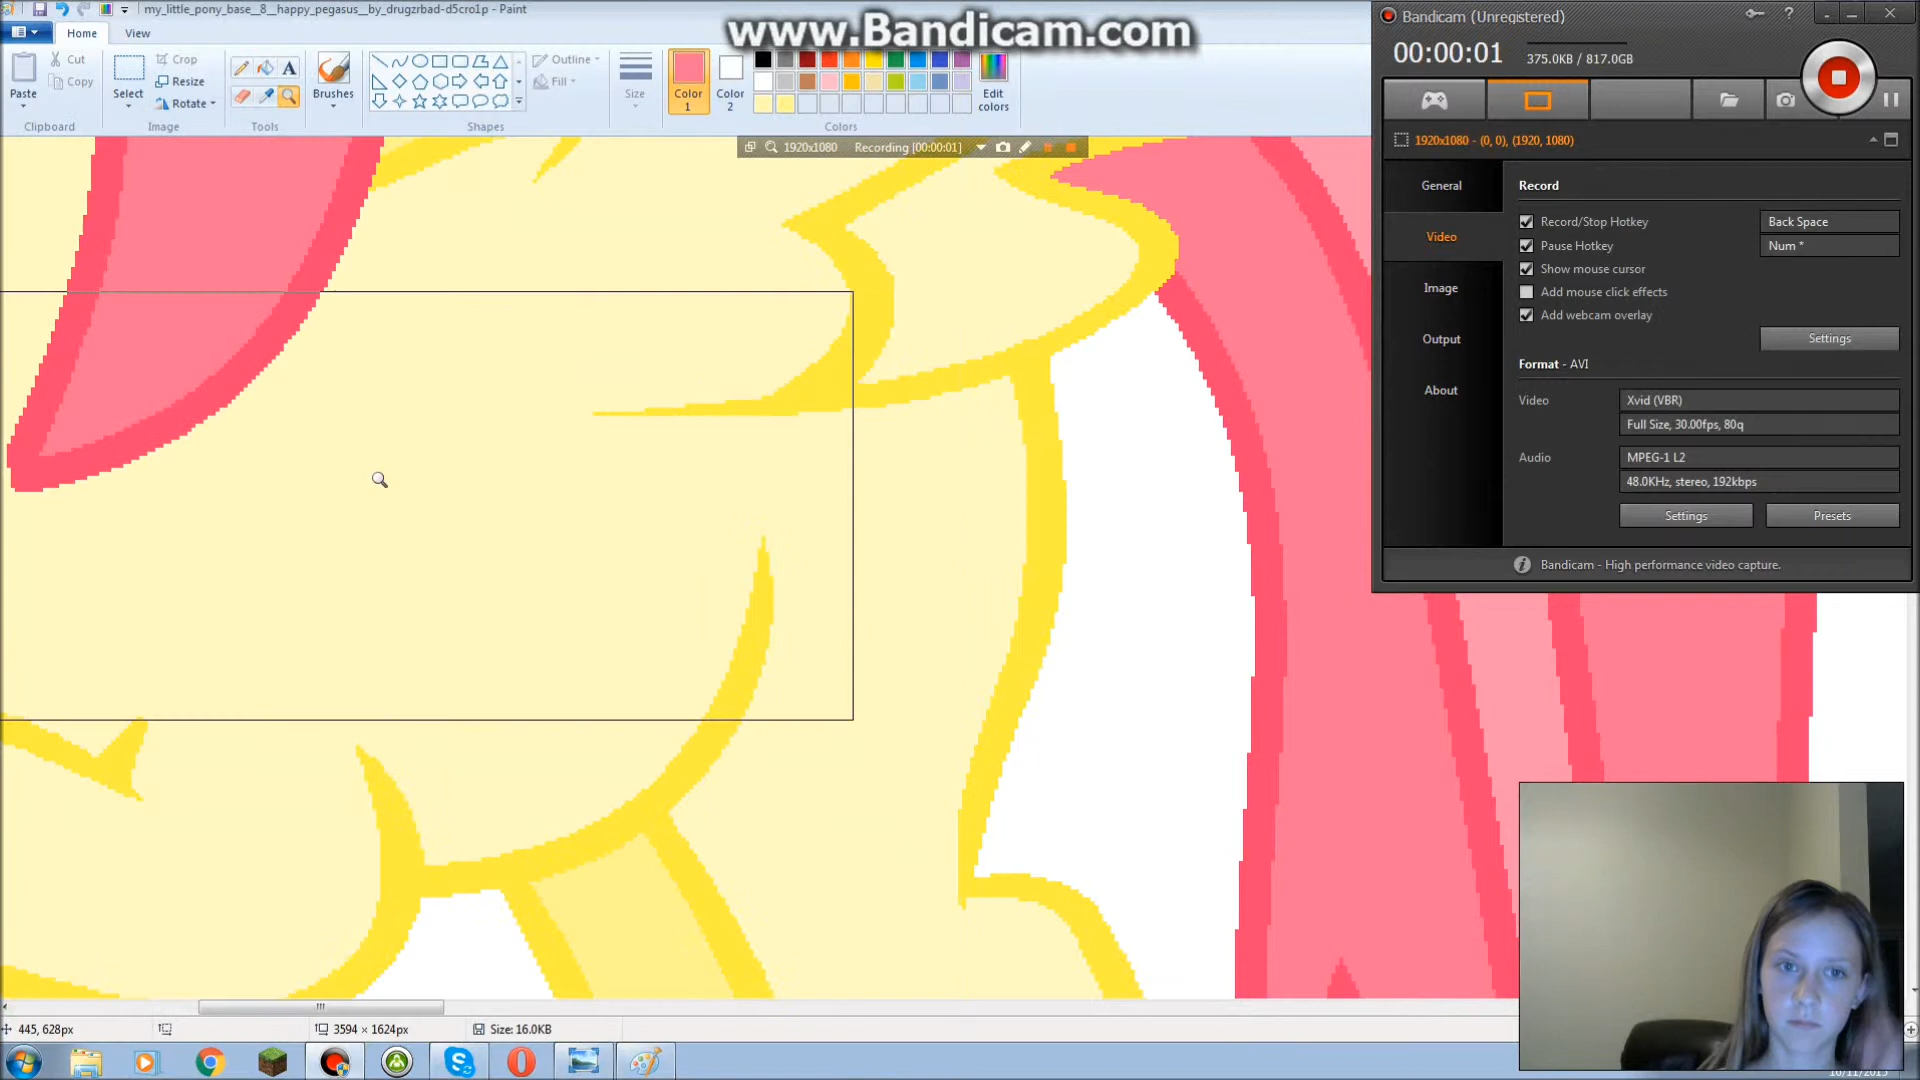 my_little_pony_base__8__happy_pegasus__by_drugzrbad-d5cro1p - Paint
www.Bandicam.com
Bandicam (Unregistered)
Home
View
00:00:01
375.0KB / 817.0GB
Paste
Cut
Copy
Clipboard
Select
Crop
Resize
Rotate
Image
A
Tools
Brushes
Outline
Fill
Shapes
Size
Color 1
Color 2
Edit colors
Colors
1920x1080
Recording [00:00:01]
1920x1080 - (0, 0), (1920, 1080)
General
Video
Image
Output
About
Record
Record/Stop Hotkey
Back Space
Pause Hotkey
Num *
Show mouse cursor
Add mouse click effects
Add webcam overlay
Settings
Format - AVI
Video
Xvid (VBR)
Full Size, 30.00fps, 80q
Audio
MPEG-1 L2
48.0KHz, stereo, 192kbps
Settings
Presets
Bandicam - High performance video capture.
445, 628px
3594 × 1624px
Size: 16.0KB